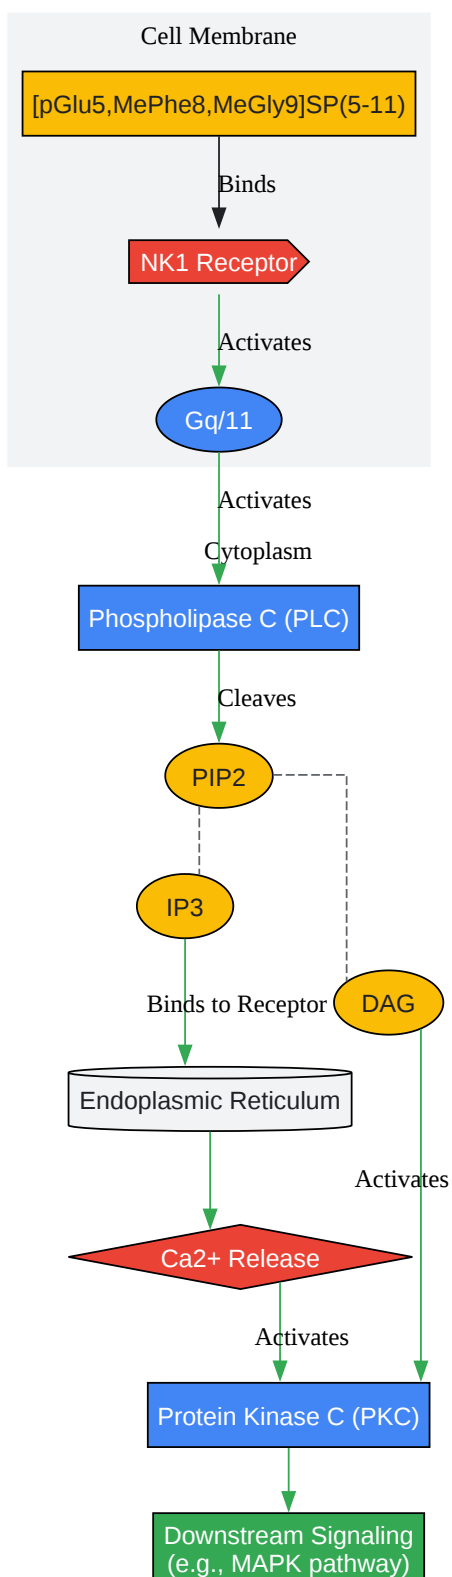 Cell Membrane
[pGlu5,MePhe8,MeGly9]SP(5-11)
Binds
NK1 Receptor
Activates
Gq/11
Activates
Cytoplasm
Phospholipase C (PLC)
Cleaves
PIP2
IP3
Binds to Receptor
DAG
Endoplasmic Reticulum
Activates
Ca2+ Release
Activates
Protein Kinase C (PKC)
Downstream Signaling
(e.g., MAPK pathway)